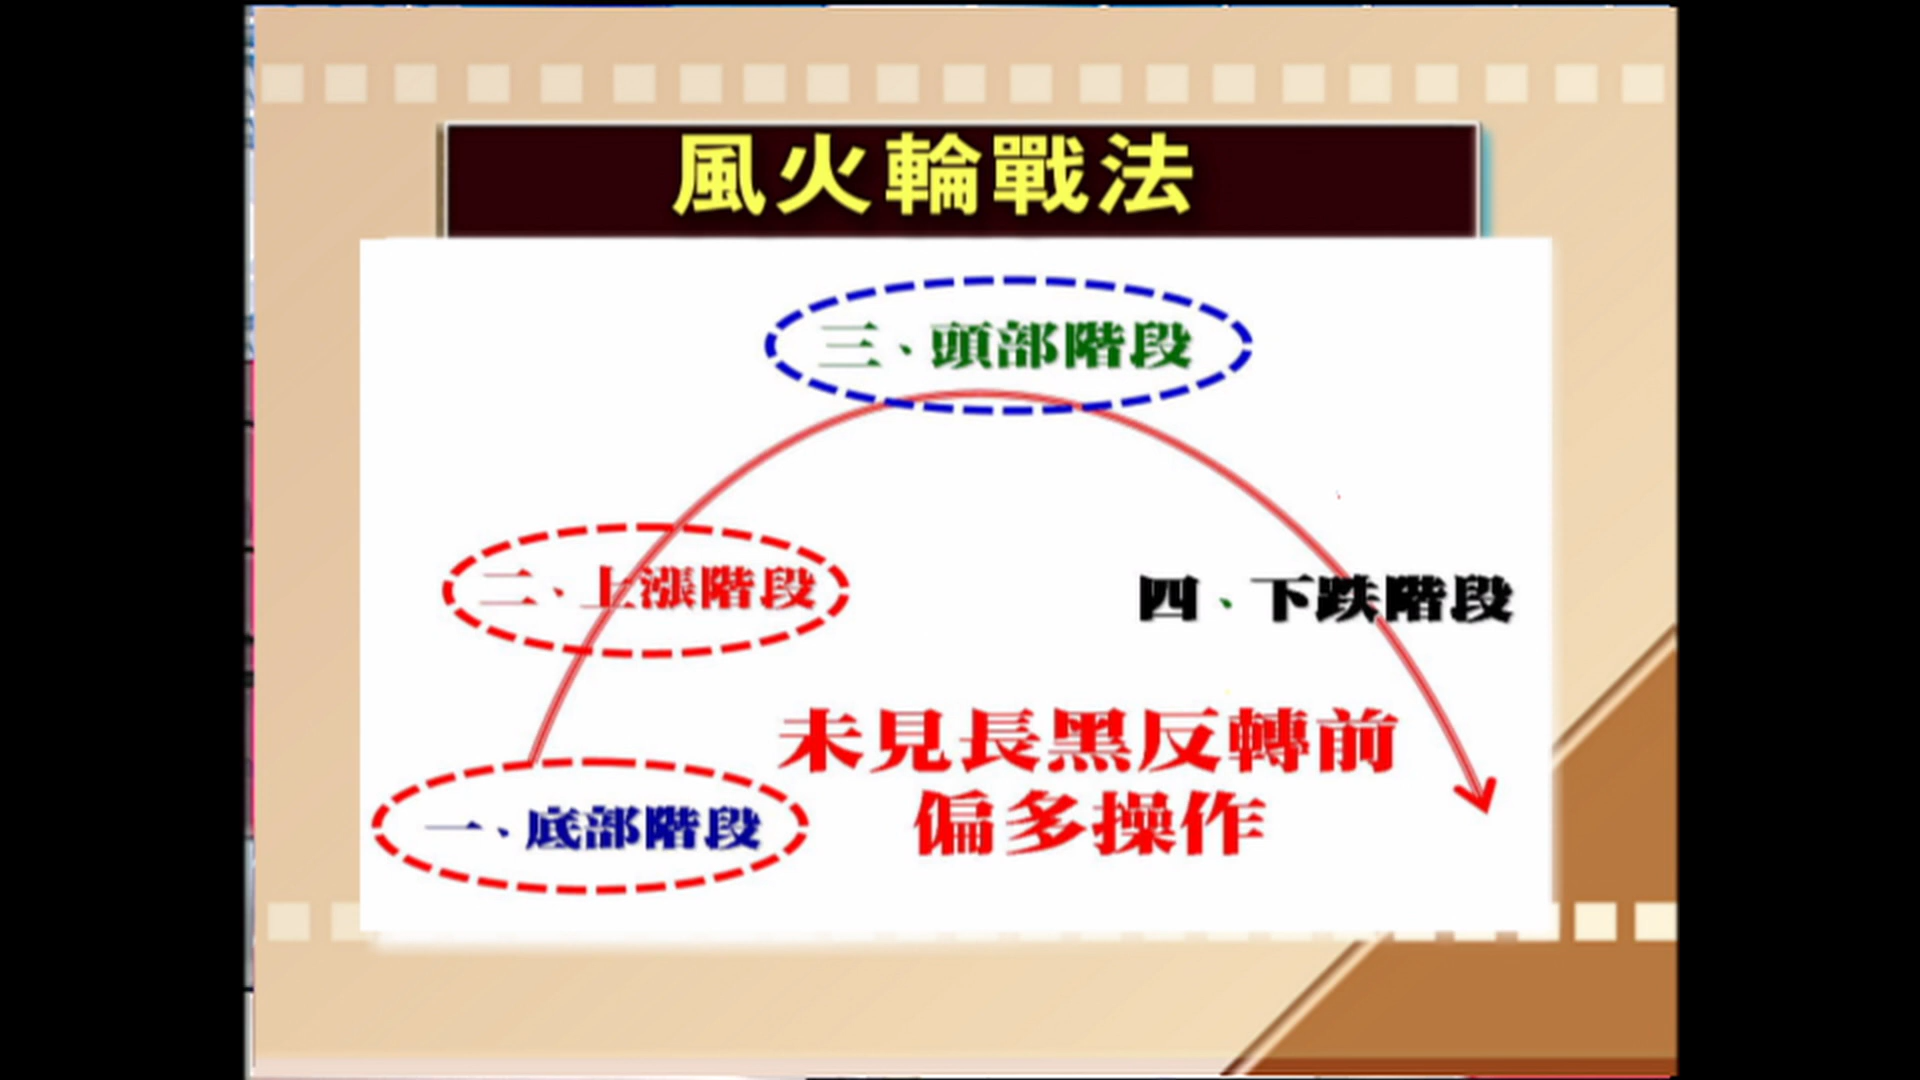 風火輪戰法
三、頭部階段
二、上漲階段
四、下跌階段
未見長黑反轉前
偏多操作
一、底部階段